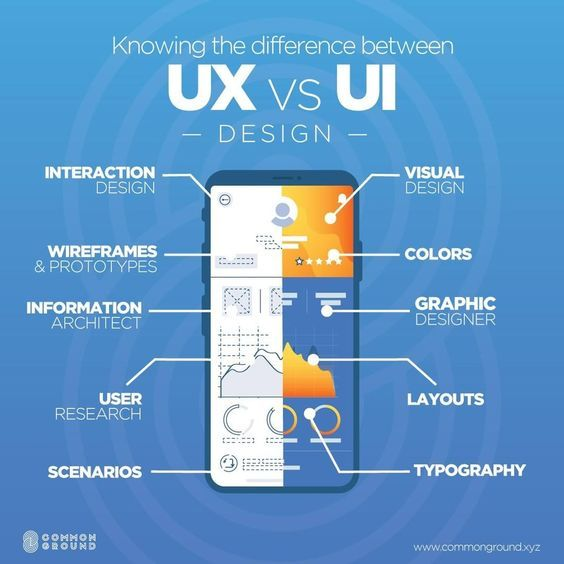 Knowing the difference between
UX vs UI
— DESIGN —
INTERACTION
DESIGN
WIREFRAMES
& PROTOTYPES
INFORMATION
ARCHITECT
USER
RESEARCH
SCENARIOS
VISUAL
DESIGN
COLORS
GRAPHIC
DESIGNER
LAYOUTS
TYPOGRAPHY
COMMON
GROUND
www.commonground.xyz